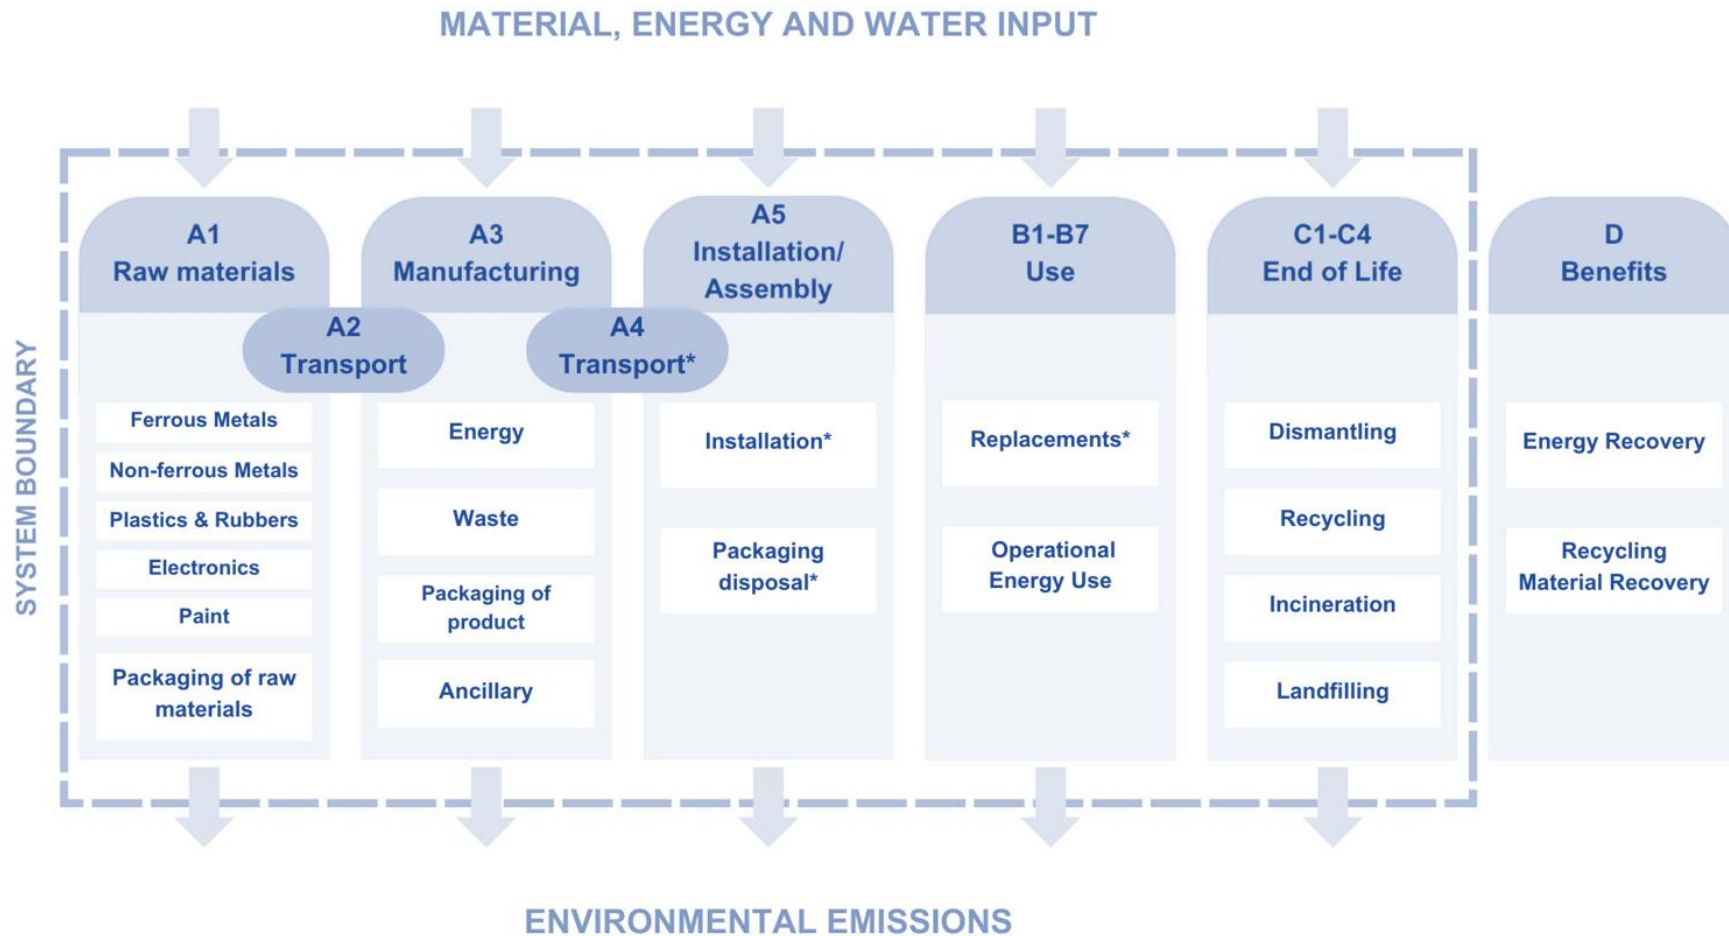 MATERIAL, ENERGY AND WATER INPUT
SYSTEM BOUNDARY
A1
Raw materials
A2
Transport
Ferrous Metals
Non-ferrous Metals
Plastics & Rubbers
Electronics
Paint
Packaging of raw
materials
A3
Manufacturing
A4
Transport*
Energy
Waste
Packaging of
product
Ancillary
A5
Installation/
Assembly
Installation*
Packaging
disposal*
B1-B7
Use
Replacements*
Operational
Energy Use
C1-C4
End of Life
Dismantling
Recycling
Incineration
Landfilling
D
Benefits
Energy Recovery
Recycling
Material Recovery
ENVIRONMENTAL EMISSIONS